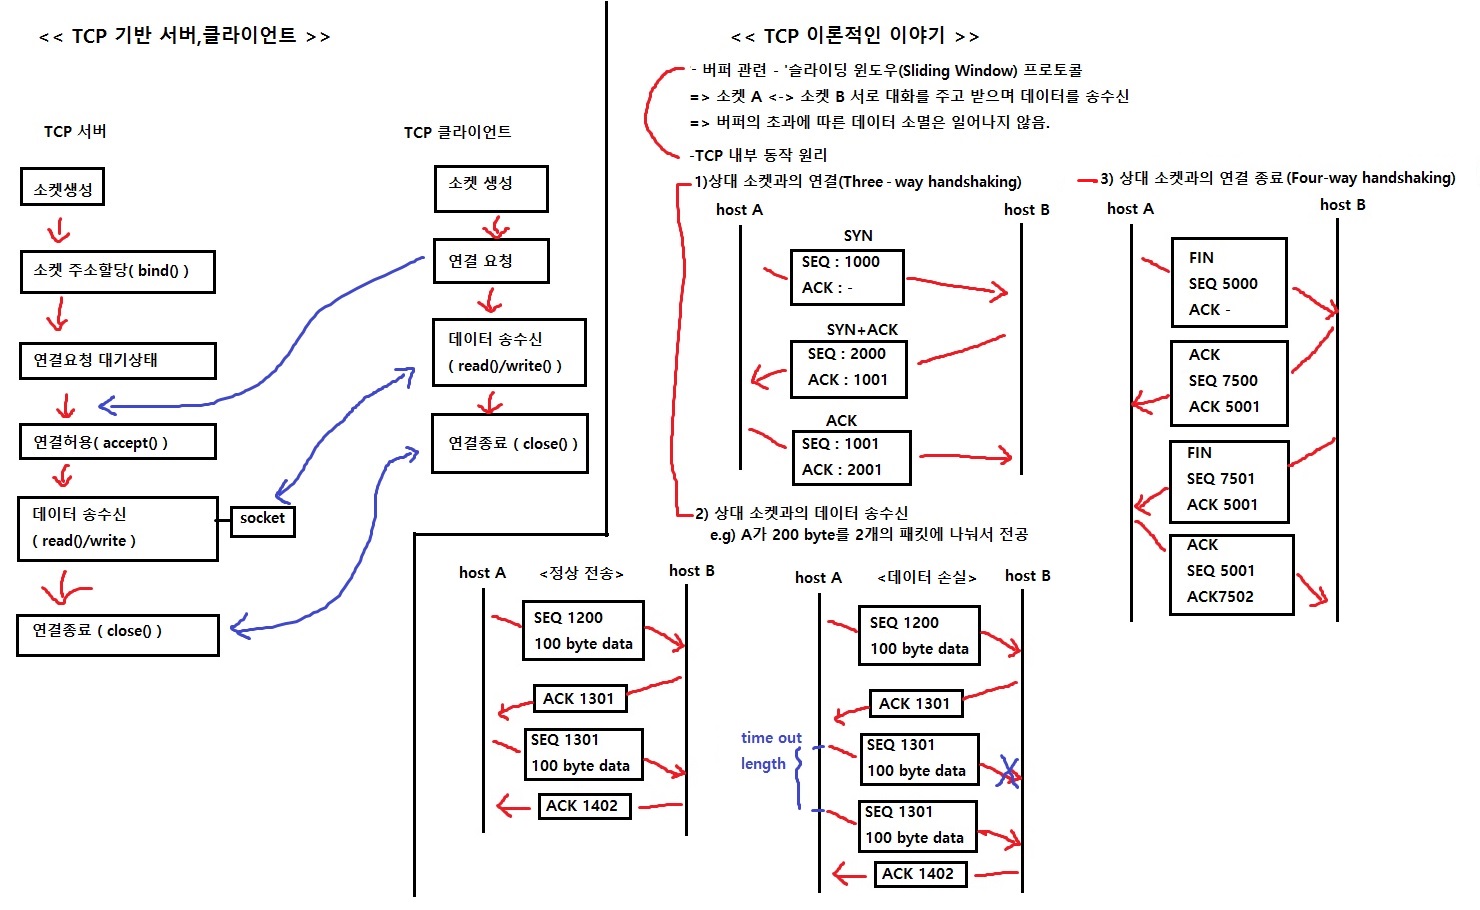 << TCP 기반 서버,클라이언트 >>
TCP 서버
소켓생성
소켓 주소할당( bind() )
연결요청 대기상태
연결허용( accept() )
데이터 송수신
( read()/write )
socket
연결종료 ( close() )
TCP 클라이언트
소켓 생성
연결 요청
데이터 송수신
( read()/write() )
연결종료 ( close() )
<< TCP 이론적인 이야기 >>
- 버퍼 관련 - '슬라이딩 윈도우(Sliding Window) 프로토콜
=> 소켓 A <-> 소켓 B 서로 대화를 주고 받으며 데이터를 송수신
=> 버퍼의 초과에 따른 데이터 소멸은 일어나지 않음.
-TCP 내부 동작 원리
1)상대 소켓과의 연결(Three - way handshaking)
host A
host B
SYN
SEQ : 1000
ACK : -
SYN+ACK
SEQ : 2000
ACK : 1001
ACK
SEQ : 1001
ACK : 2001
2) 상대 소켓과의 데이터 송수신
e.g) A가 200 byte를 2개의 패킷에 나눠서 전공
host A
<정상 전송>
host B
SEQ 1200
100 byte data
ACK 1301
SEQ 1301
100 byte data
ACK 1402
host A
<데이터 손실>
host B
SEQ 1200
100 byte data
ACK 1301
time out
length
SEQ 1301
100 byte data
SEQ 1301
100 byte data
ACK 1402
3) 상대 소켓과의 연결 종료(Four-way handshaking)
host A
host B
FIN
SEQ 5000
ACK -
ACK
SEQ 7500
ACK 5001
FIN
SEQ 7501
ACK 5001
ACK
SEQ 5001
ACK7502